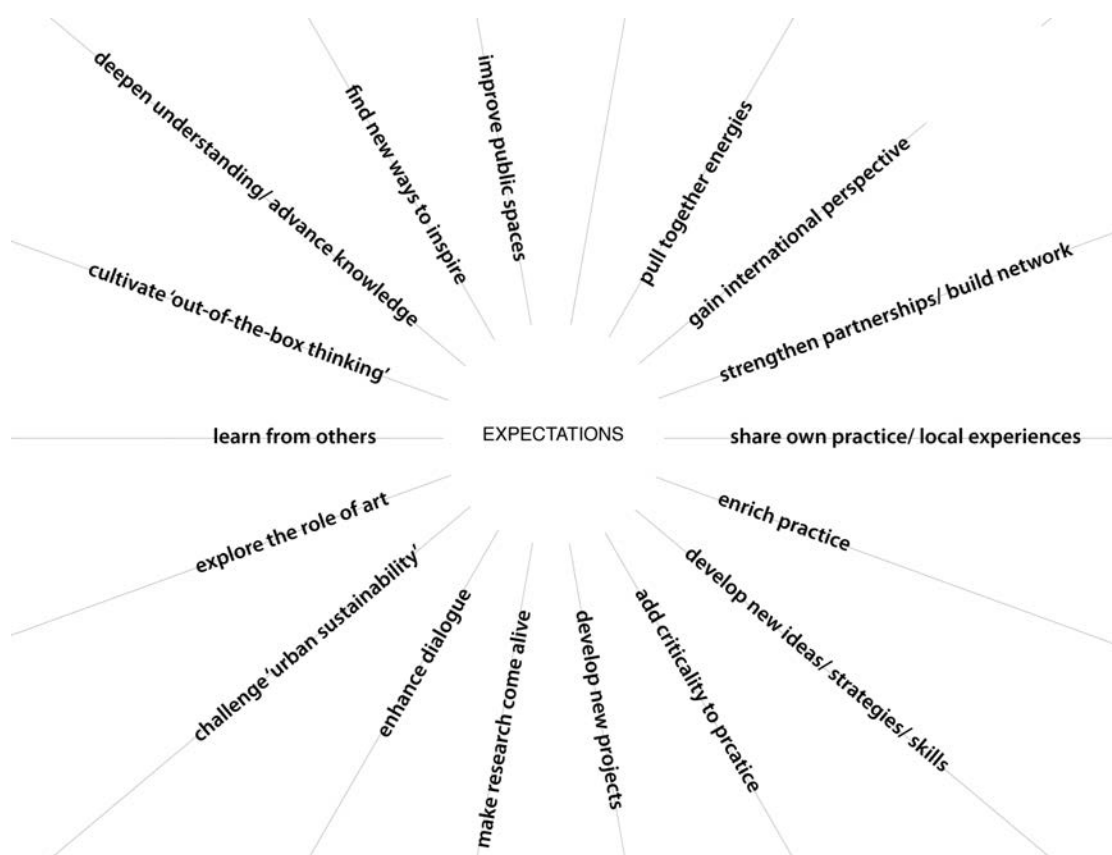 EXPECTATIONS
improve public spaces
pull together energies
gain international perspective
strengthen partnerships/ build network
share own practice/ local experiences
enrich practice
develop new ideas/ strategies/ skills
add criticality to prcatice
develop new projects
make research come alive
enhance dialogue
challenge ‘urban sustainability’
explore the role of art
learn from others
cultivate ‘out-of-the-box thinking’
deepen understanding/ advance knowledge
find new ways to inspire